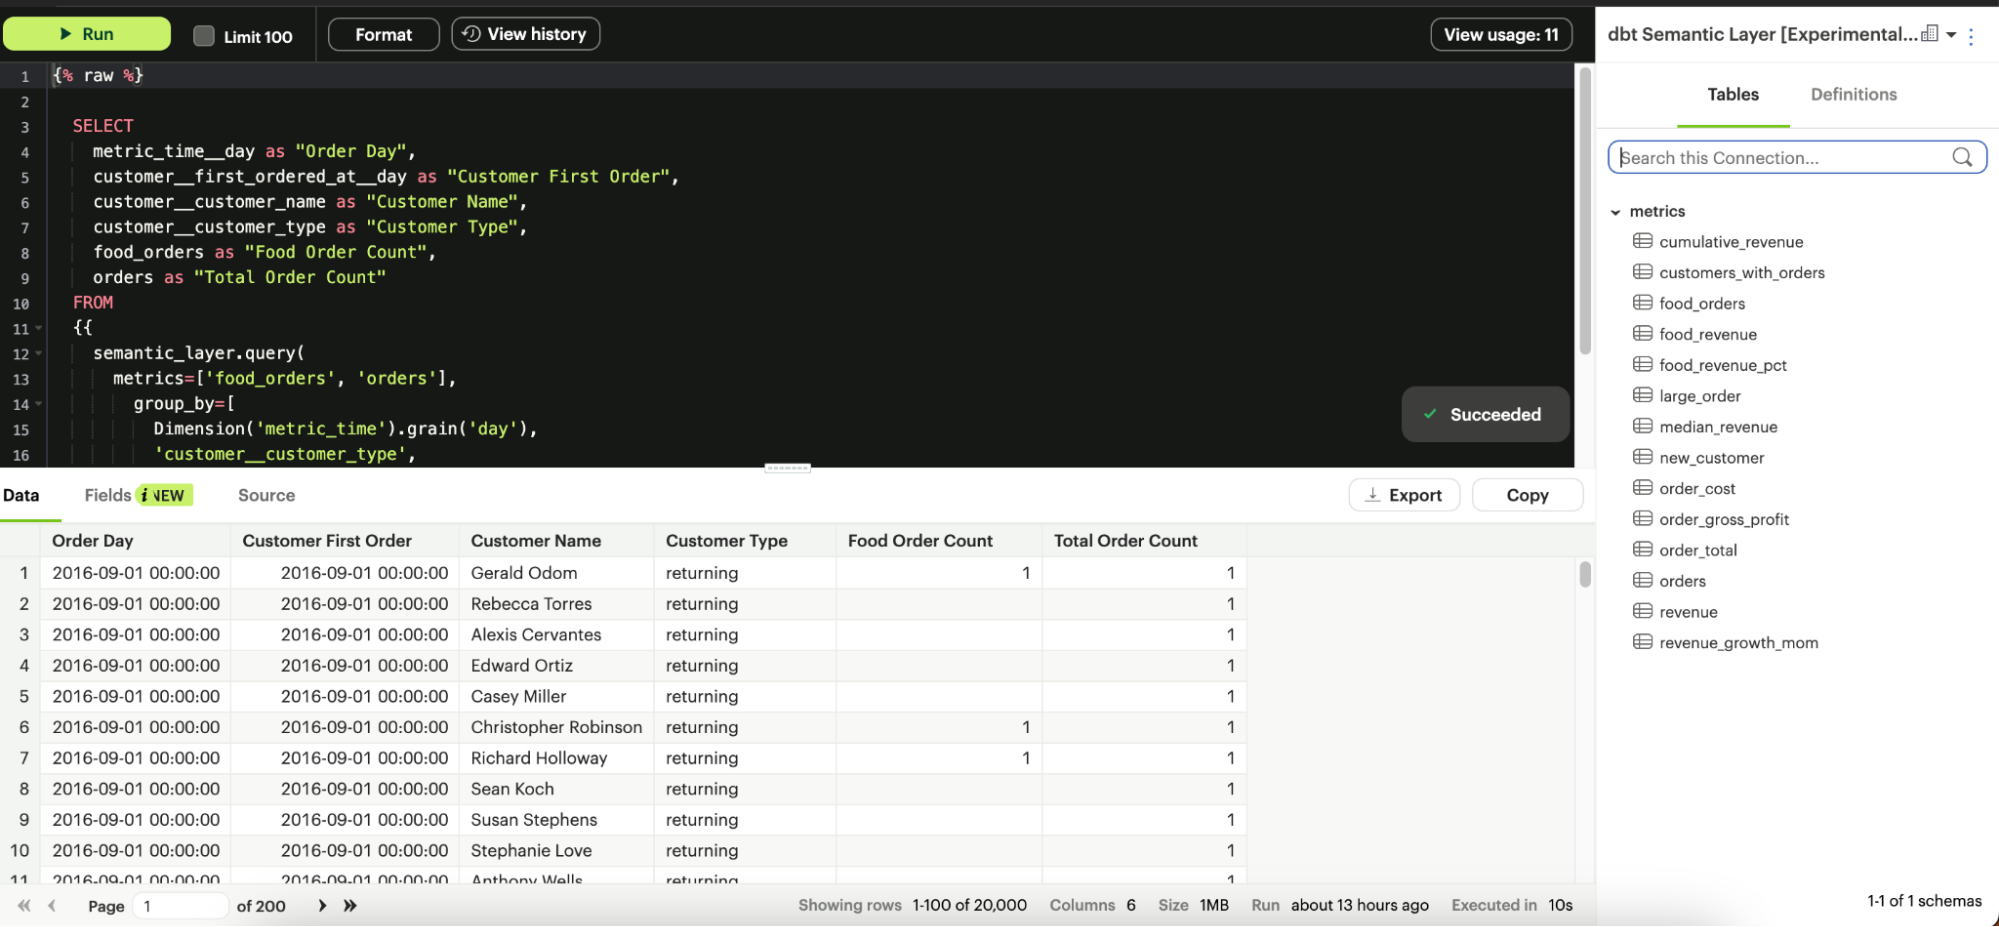 Run
Limit 100
Format
View history
View usage: 11
1 {% raw %}
2
3 SELECT
4 metric_time__day as "Order Day",
5 customer__first_ordered_at__day as "Customer First Order",
6 customer__customer_name as "Customer Name",
7 customer__customer_type as "Customer Type",
8 food_orders as "Food Order Count",
9 orders as "Total Order Count"
10 FROM
11 {{
12 semantic_layer.query(
13 metrics=['food_orders', 'orders'],
14 group_by=[
15 Dimension('metric_time').grain('day'),
16 'customer__customer_type',
Succeeded
Data Fields i NEW Source
Export Copy
Order Day Customer First Order Customer Name Customer Type Food Order Count Total Order Count
1 2016-09-01 00:00:00 2016-09-01 00:00:00 Gerald Odom returning 1 1
2 2016-09-01 00:00:00 2016-09-01 00:00:00 Rebecca Torres returning 1
3 2016-09-01 00:00:00 2016-09-01 00:00:00 Alexis Cervantes returning 1
4 2016-09-01 00:00:00 2016-09-01 00:00:00 Edward Ortiz returning 1
5 2016-09-01 00:00:00 2016-09-01 00:00:00 Casey Miller returning 1
6 2016-09-01 00:00:00 2016-09-01 00:00:00 Christopher Robinson returning 1 1
7 2016-09-01 00:00:00 2016-09-01 00:00:00 Richard Holloway returning 1 1
8 2016-09-01 00:00:00 2016-09-01 00:00:00 Sean Koch returning 1
9 2016-09-01 00:00:00 2016-09-01 00:00:00 Susan Stephens returning 1
10 2016-09-01 00:00:00 2016-09-01 00:00:00 Stephanie Love returning 1
11 2016-09-01 00:00:00 2016-09-01 00:00:00 Anthony Wells returning 1
Page 1 of 200
Showing rows 1-100 of 20,000 Columns 6 Size 1MB Run about 13 hours ago Executed in 10s
dbt Semantic Layer [Experimental...
Tables Definitions
Search this Connection...
metrics
cumulative_revenue
customers_with_orders
food_orders
food_revenue
food_revenue_pct
large_order
median_revenue
new_customer
order_cost
order_gross_profit
order_total
orders
revenue
revenue_growth_mom
1-1 of 1 schemas